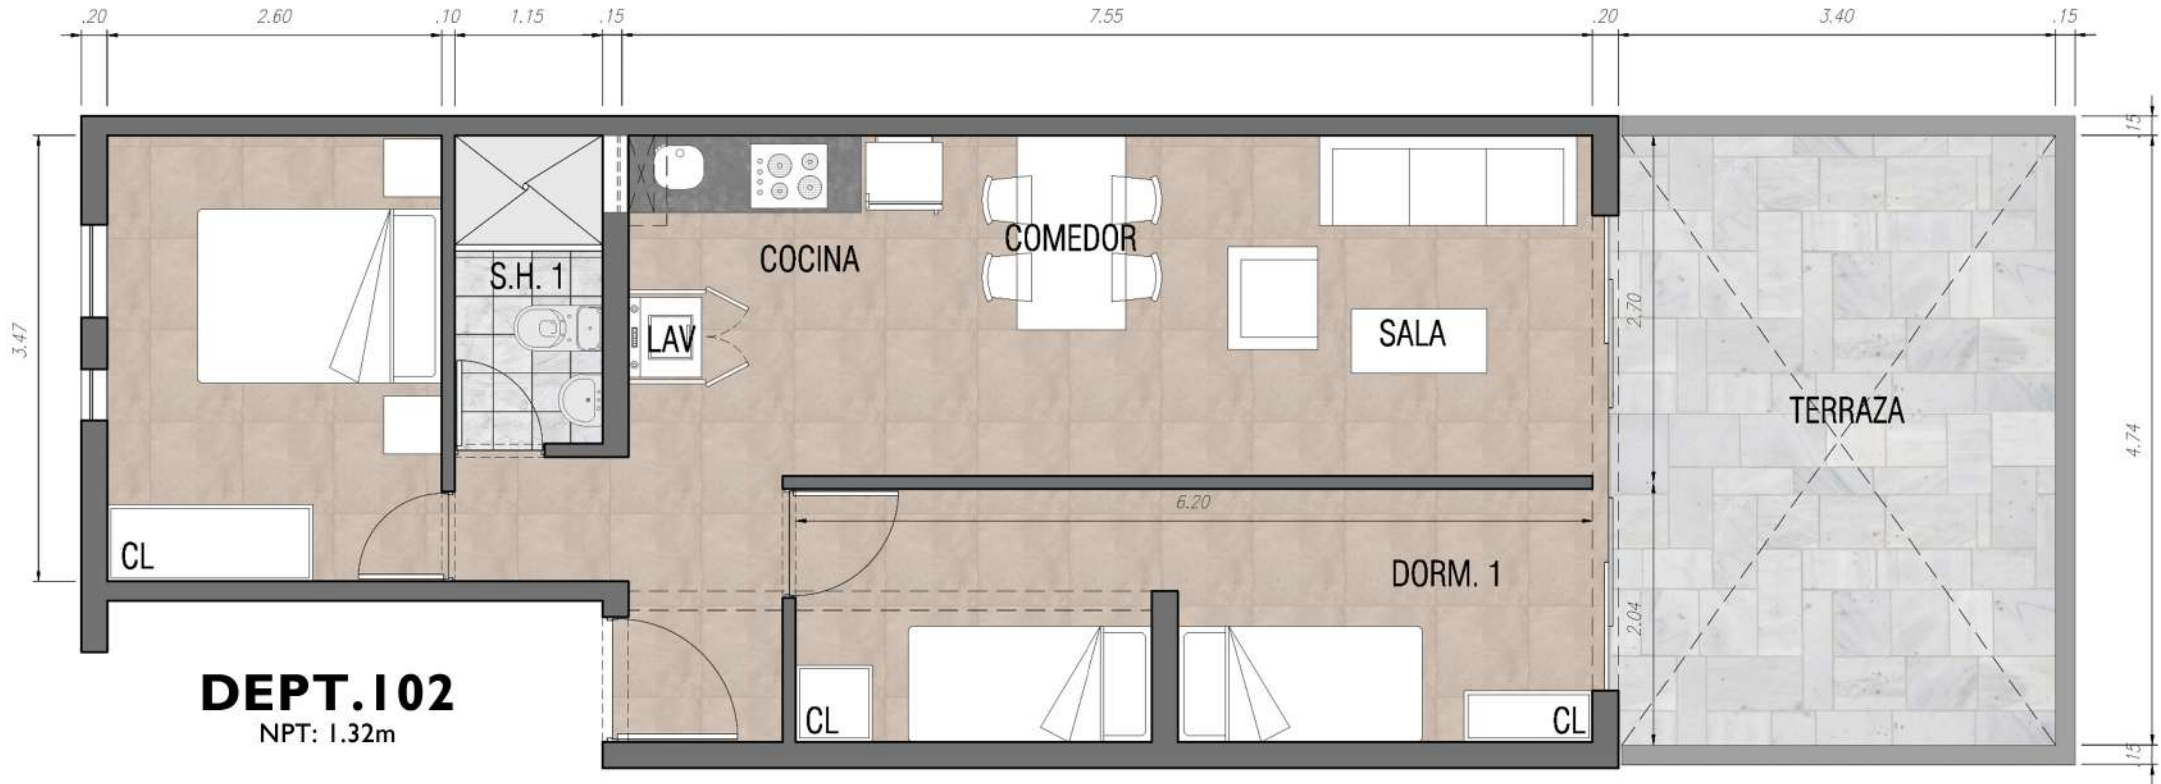 .20 2.60 .10 1.15 .15 7.55 .20 3.40 .15
.15
S.H. 1
COCINA
COMEDOR
LAV
SALA
2.70
3.47
TERRAZA
4.74
6.20
CL
DORM. 1
2.04
CL
CL
DEPT.102
NPT: 1.32m
.15